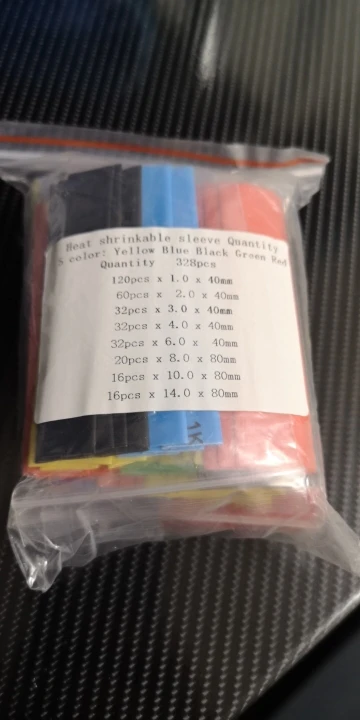 Heat shrinkable sleeve Quantity
5 color: Yellow Blue Black Green Red
Quantity 328pcs
120pcs x 1.0 x 40mm
60pcs x 2.0 x 40mm
32pcs x 3.0 x 40mm
32pcs x 4.0 x 40mm
32pcs x 6.0 x 40mm
20pcs x 8.0 x 80mm
16pcs x 10.0 x 80mm
16pcs x 14.0 x 80mm
1K